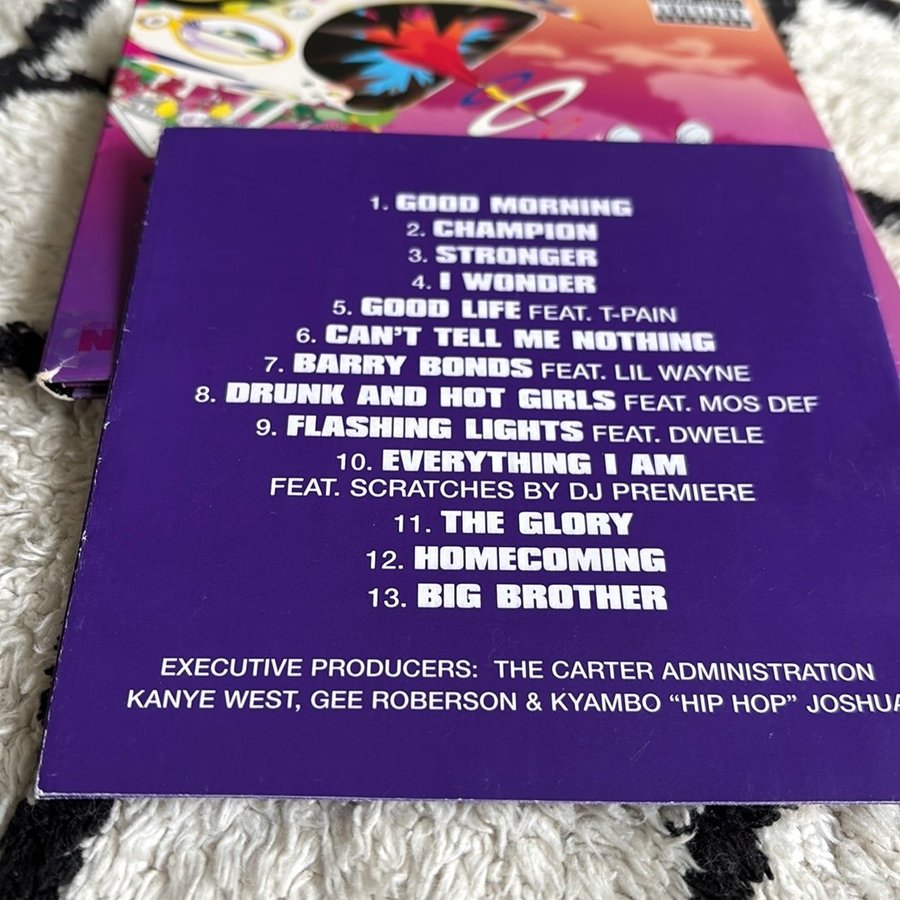 1. GOOD MORNING
2. CHAMPION
3. STRONGER
4. I WONDER
5. GOOD LIFE FEAT. T-PAIN
6. CAN'T TELL ME NOTHING
7. BARRY BONDS FEAT. LIL WAYNE
8. DRUNK AND HOT GIRLS FEAT. MOS DEF
9. FLASHING LIGHTS FEAT. DWELE
10. EVERYTHING I AM
FEAT. SCRATCHES BY DJ PREMIERE
11. THE GLORY
12. HOMECOMING
13. BIG BROTHER
EXECUTIVE PRODUCERS: THE CARTER ADMINISTRATION
KANYE WEST, GEE ROBERSON & KYAMBO "HIP HOP" JOSHUA